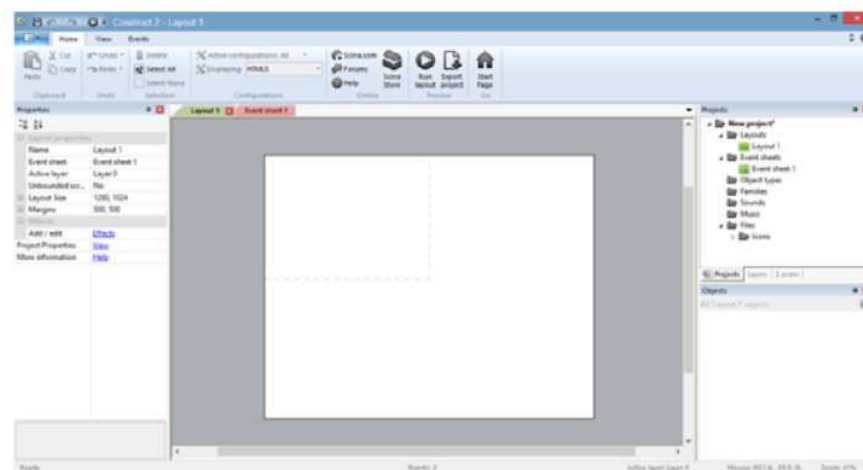 Construct 2 - Layout 1
Home View Events
Cut
Copy
Paste
Undo
Redo
Delete
Select All
Select None
Active configurations: All
Displaying: HTML5
Scirra.com
Forums
Help
Scirra Store
Run layout
Export project
Start Page
Clipboard Undo Selection Configurations Online Preview Go
Properties
Layout 1 Event sheet 1
Projects
Layout properties
Name Layout 1
Event sheet Event sheet 1
Active layer Layer 0
Unbounded scr... No
Layout Size 1280, 1024
Margins 500, 500
Effects
Add / edit Effects
Project Properties View
More information Help
New project*
Layouts
Layout 1
Event sheets
Event sheet 1
Object types
Families
Sounds
Music
Files
Icons
Projects Layers
Objects
All Layout 1 objects
Ready
Events: 0
Active layer: Layer 0